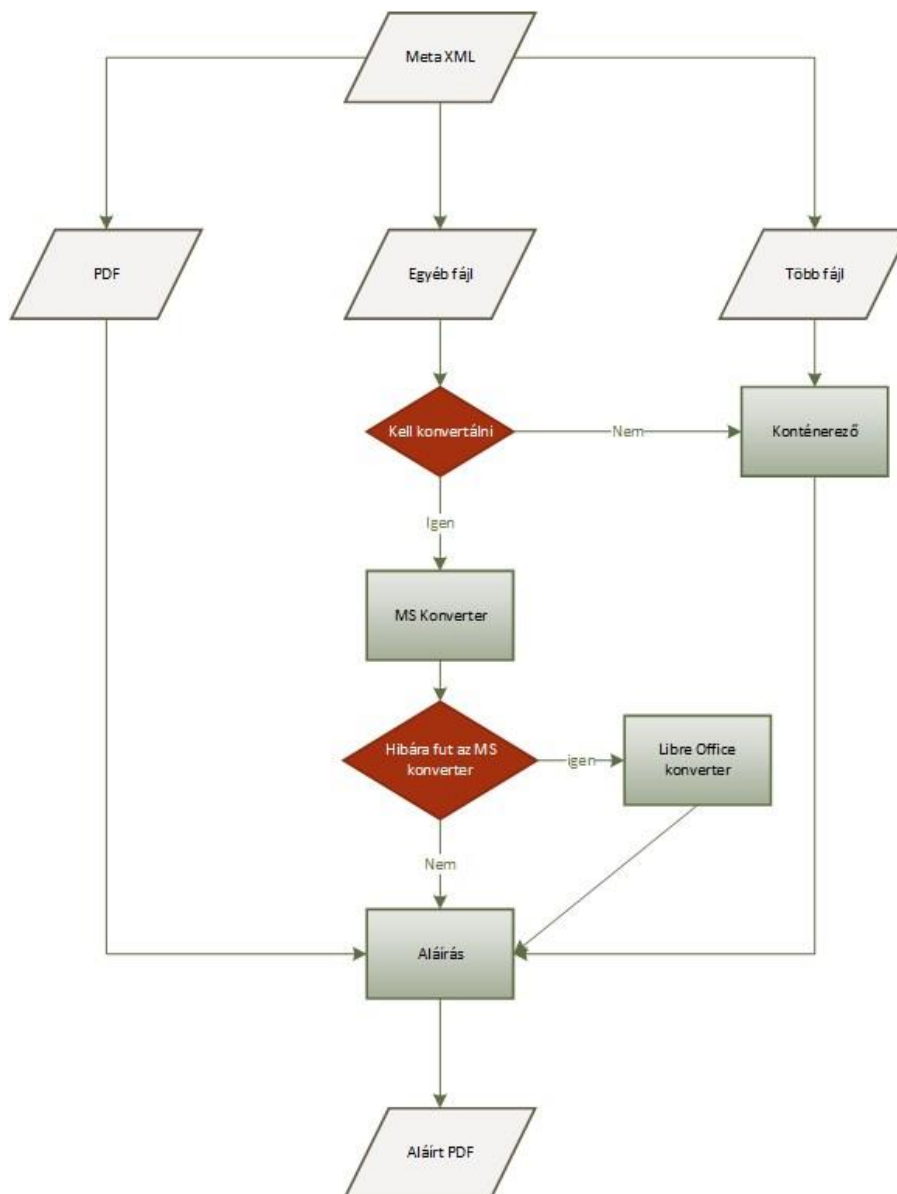 Meta XML
PDF
Egyéb fájl
Több fájl
Kell konvertálni
Nem
Konténerező
Igen
MS Konverter
Hibára fut az MS
konverter
igen
Libre Office
konverter
Nem
Aláírás
Aláírt PDF